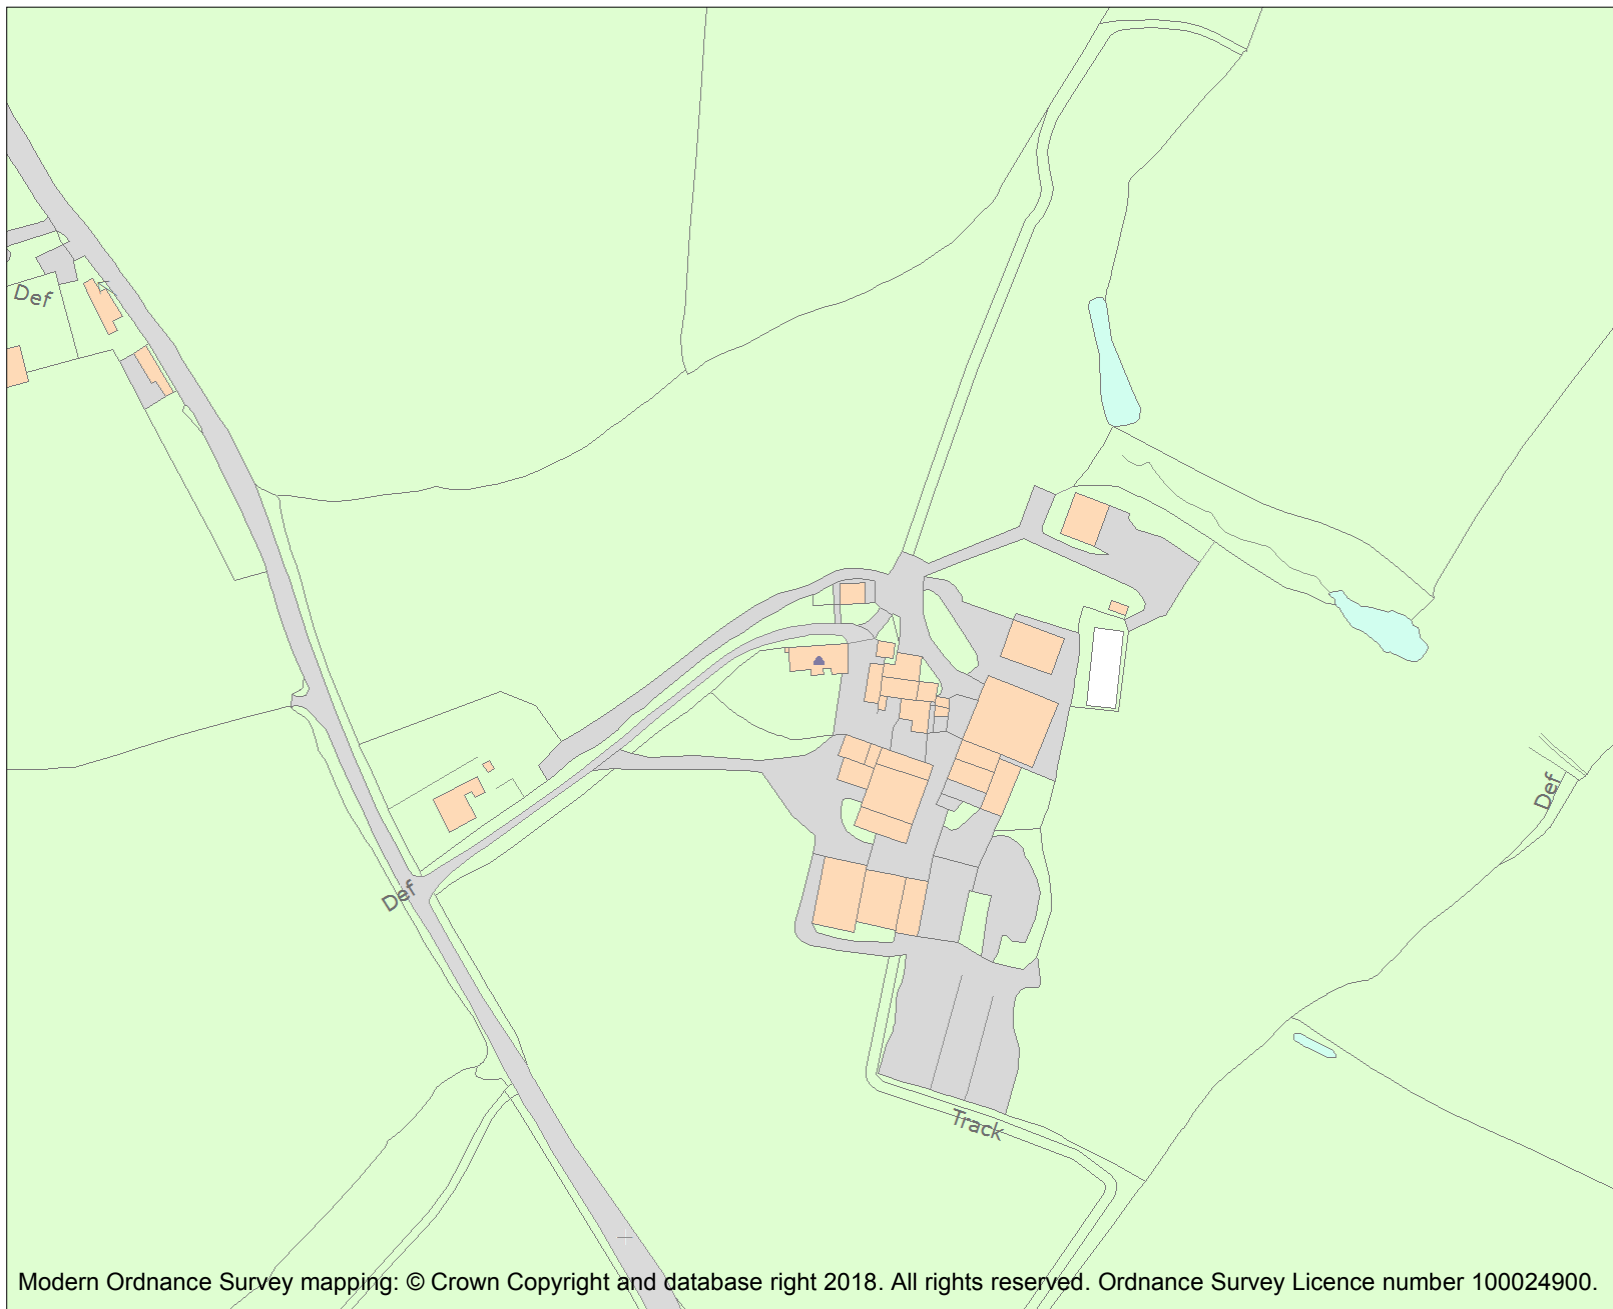 Def
Def
Def
Track
Modern Ordnance Survey mapping: © Crown Copyright and database right 2018. All rights reserved. Ordnance Survey Licence number 100024900.